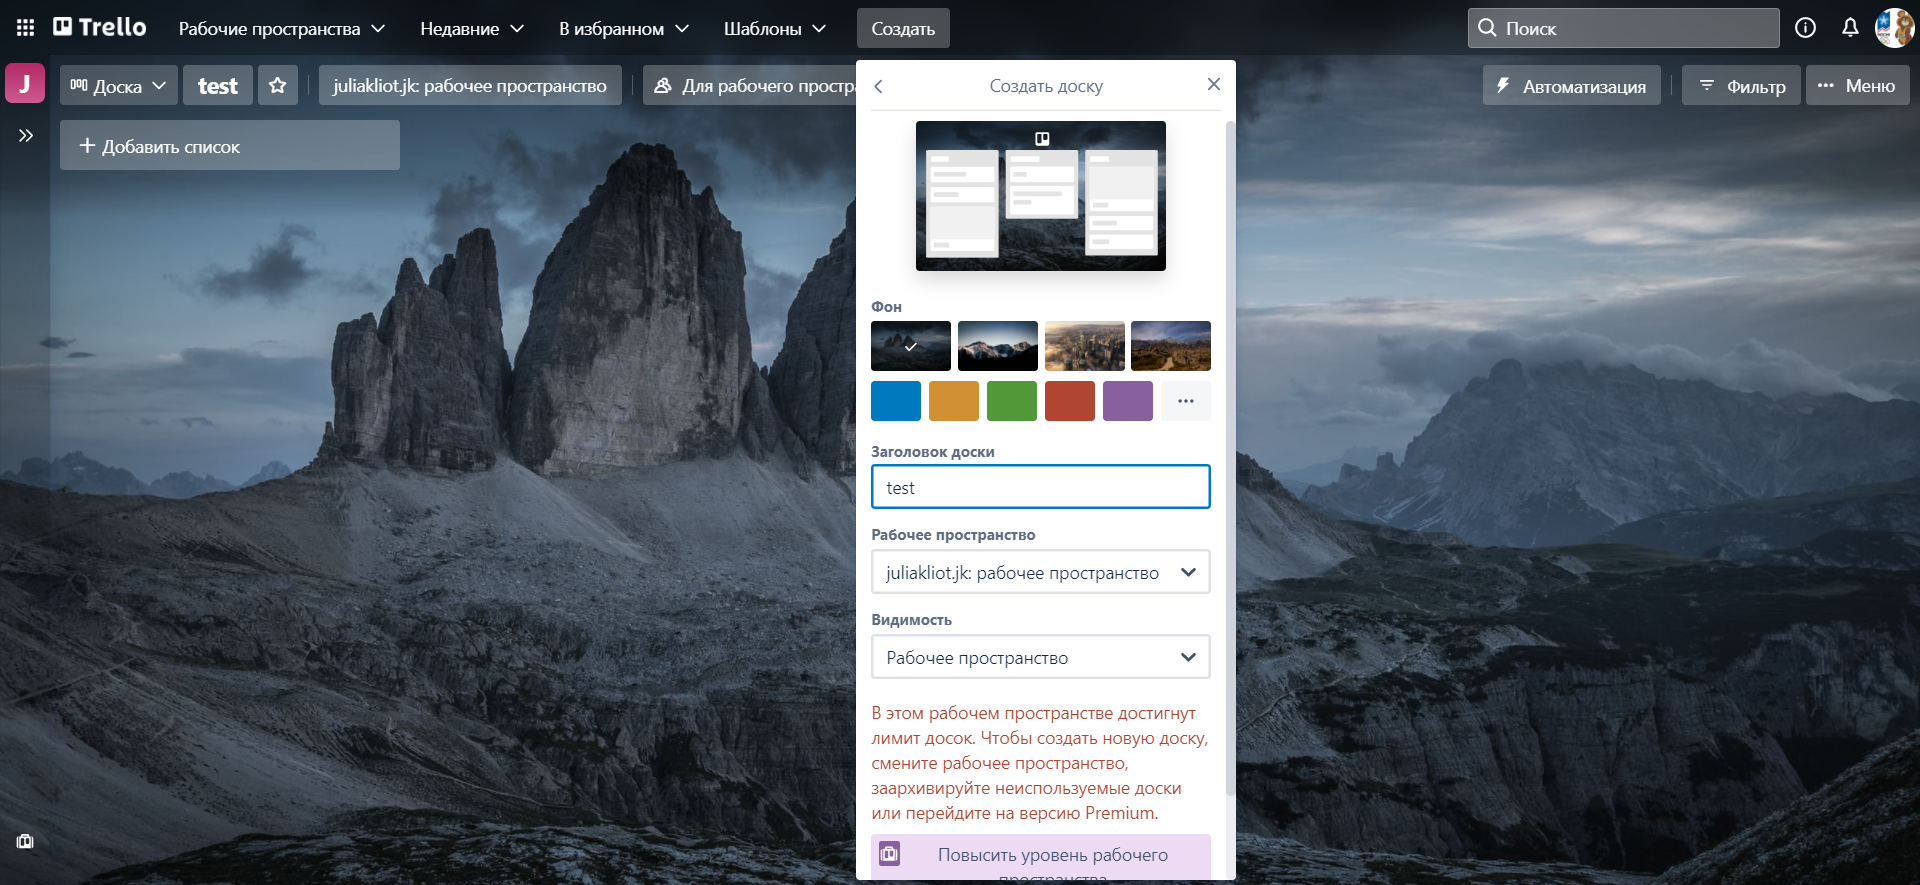 Trello
Рабочие пространства
Недавние
В избранном
Шаблоны
Создать
Поиск
J
Доска
test
juliakliot.jk: рабочее пространство
Для рабочего простра
Автоматизация
Фильтр
Меню
+ Добавить список
Создать доску
Фон
Заголовок доски
test
Рабочее пространство
juliakliot.jk: рабочее пространство
Видимость
Рабочее пространство
В этом рабочем пространстве достигнут
лимит досок. Чтобы создать новую доску,
смените рабочее пространство,
заархивируйте неиспользуемые доски
или перейдите на версию Premium.
Повысить уровень рабочего
пространства